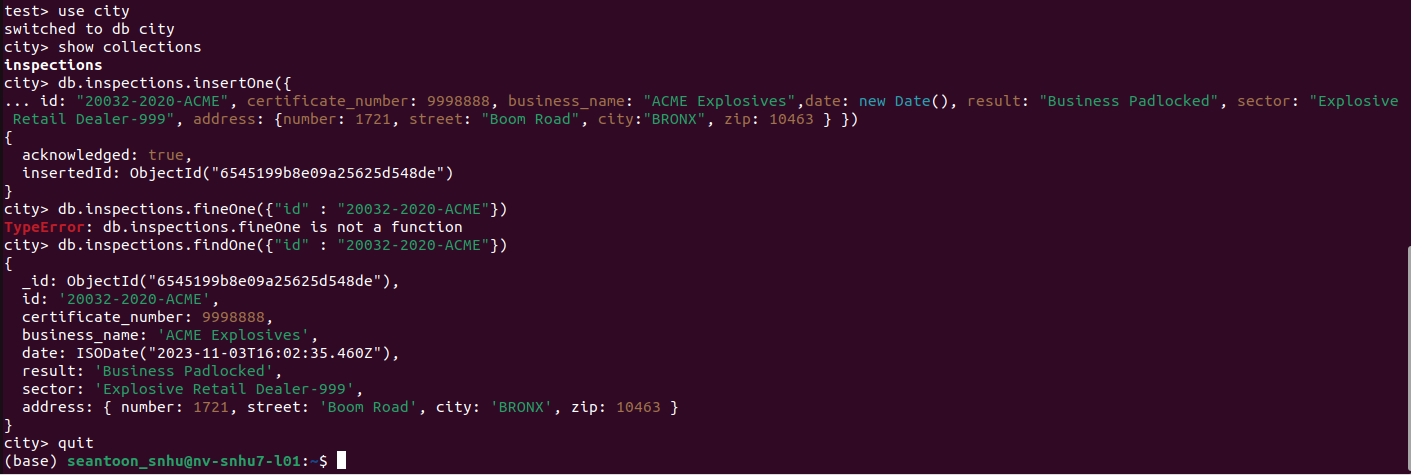 test> use city
switched to db city
city> show collections
inspections
city> db.inspections.insertOne({
... id: "20032-2020-ACME", certificate_number: 9998888, business_name: "ACME Explosives",date: new Date(), result: "Business Padlocked", sector: "Explosive
 Retail Dealer-999", address: {number: 1721, street: "Boom Road", city:"BRONX", zip: 10463 } })
{
  acknowledged: true,
  insertedId: ObjectId("6545199b8e09a25625d548de")
}
city> db.inspections.fineOne({"id" : "20032-2020-ACME"})
TypeError: db.inspections.fineOne is not a function
city> db.inspections.findOne({"id" : "20032-2020-ACME"})
{
  _id: ObjectId("6545199b8e09a25625d548de"),
  id: '20032-2020-ACME',
  certificate_number: 9998888,
  business_name: 'ACME Explosives',
  date: ISODate("2023-11-03T16:02:35.460Z"),
  result: 'Business Padlocked',
  sector: 'Explosive Retail Dealer-999',
  address: { number: 1721, street: 'Boom Road', city: 'BRONX', zip: 10463 }
}
city> quit
(base) seantoon_snhu@nv-snhu7-l01:~$